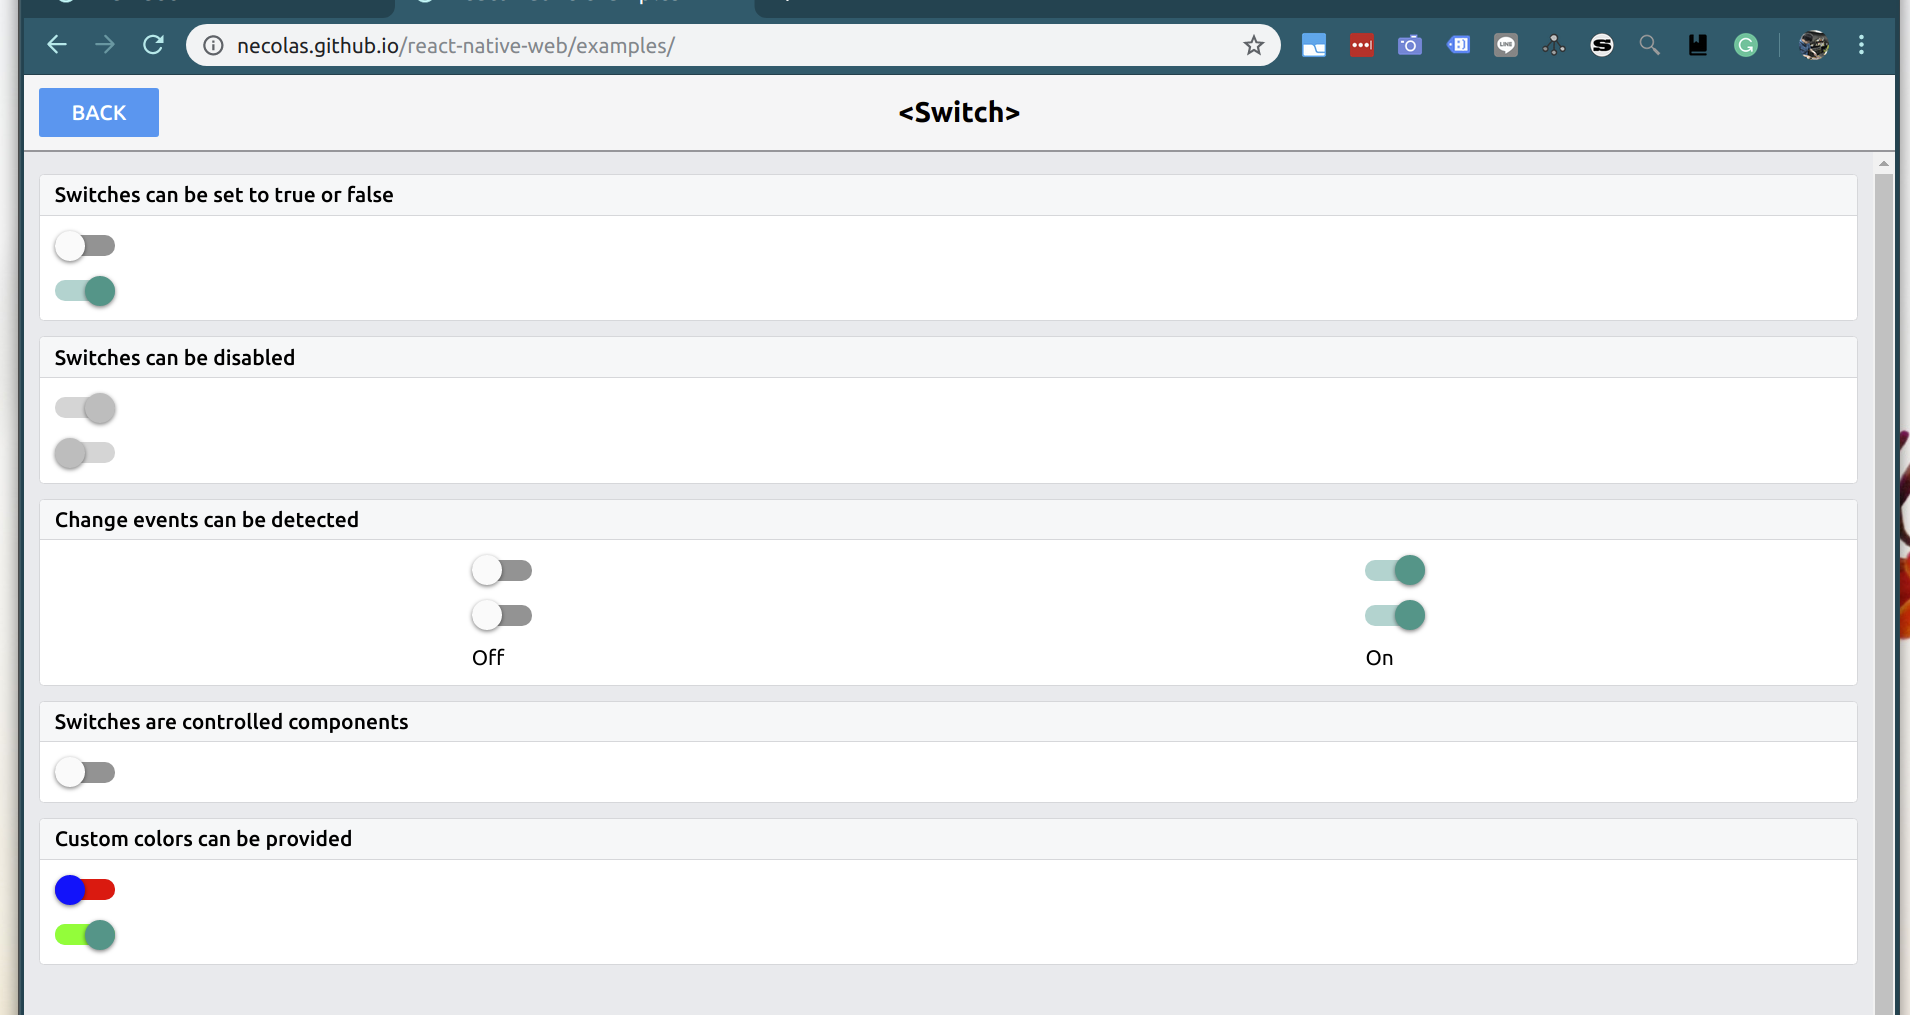 necolas.github.io/react-native-web/examples/
BACK
<Switch>
Switches can be set to true or false
Switches can be disabled
Change events can be detected
Off
On
Switches are controlled components
Custom colors can be provided